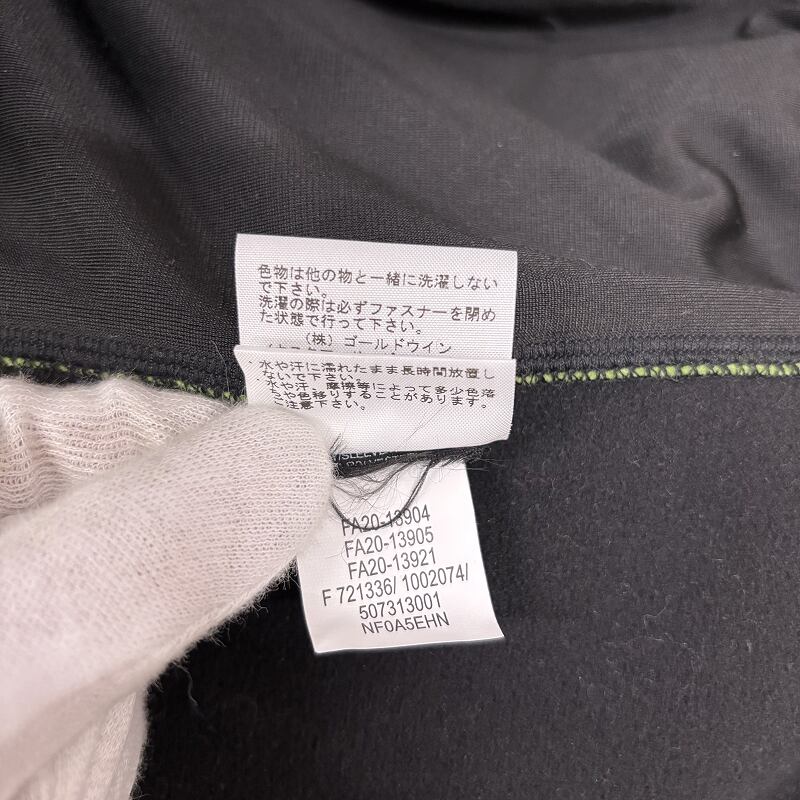 色物は他の物と一緒に洗濯しない
で下さい。
洗濯の際は必ずファスナーを閉め
た状態で行って下さい。
(株) ゴールドウイン
水や汗に濡れたまま長時間放置し
ないで下さい。
水や汗、摩擦等によって多少色落
ちや色移りすることがあります。
ご注意下さい。
/SLEEVE
FA20-13904
FA20-13905
FA20-13921
F 721336/ 1002074/
507313001
NF0A5EHN